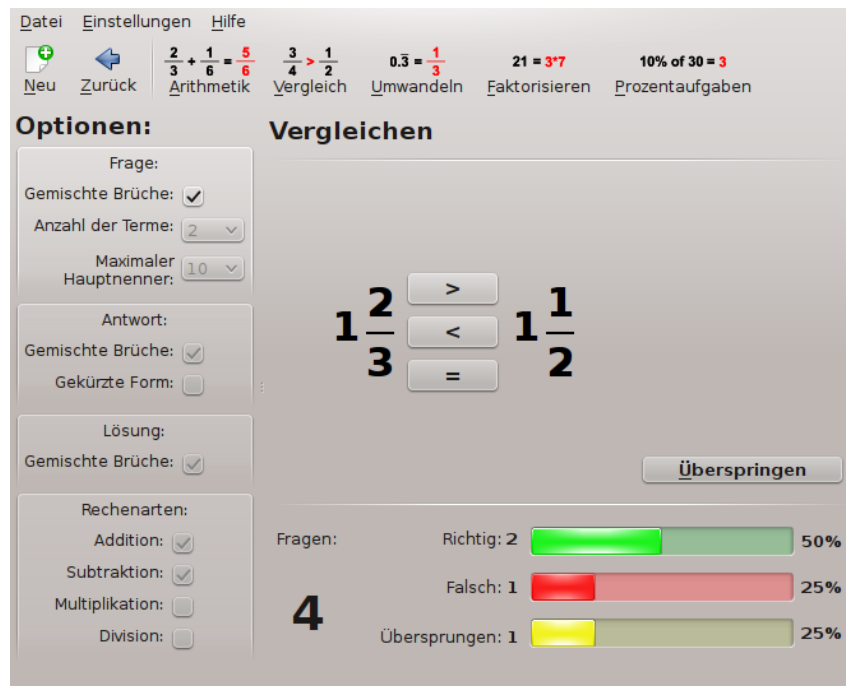 Datei Einstellungen Hilfe
2/3 + 1/6 = 5/6 3/4 > 1/2 0.3̅ = 1/3 21 = 3*7 10% of 30 = 3
Neu Zurück Arithmetik Vergleich Umwandeln Faktorisieren Prozentaufgaben
Optionen:
Frage:
Gemischte Brüche:
Anzahl der Terme: 2
Maximaler
Hauptnenner: 10
Antwort:
Gemischte Brüche:
Gekürzte Form:
Lösung:
Gemischte Brüche:
Rechenarten:
Addition:
Subtraktion:
Multiplikation:
Division:
Vergleichen
1 2/3
>
<
=
1 1/2
Überspringen
Fragen:
4
Richtig: 2 50%
Falsch: 1 25%
Übersprungen: 1 25%